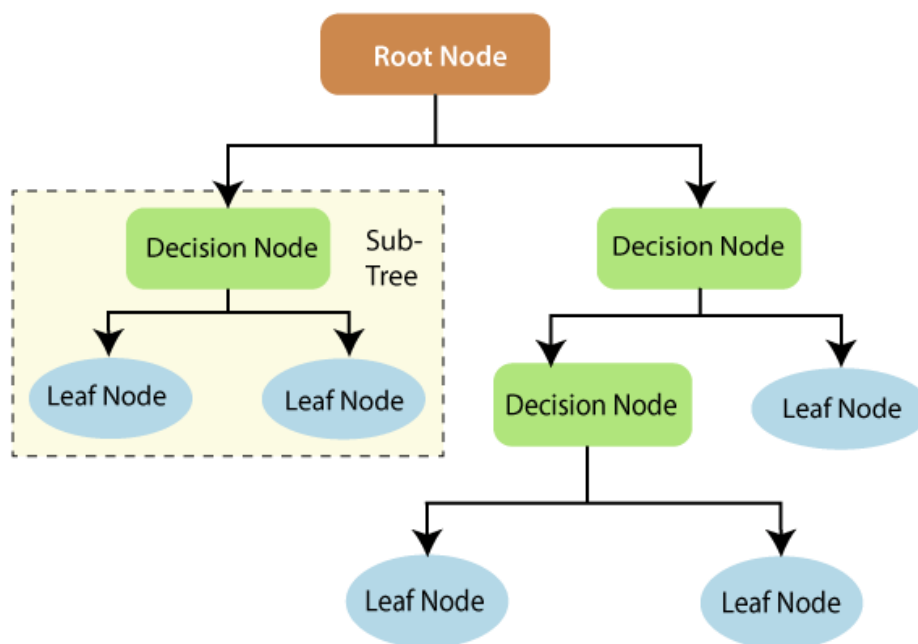 Root Node
Decision Node
Sub-
Tree
Decision Node
Leaf Node
Leaf Node
Decision Node
Leaf Node
Leaf Node
Leaf Node